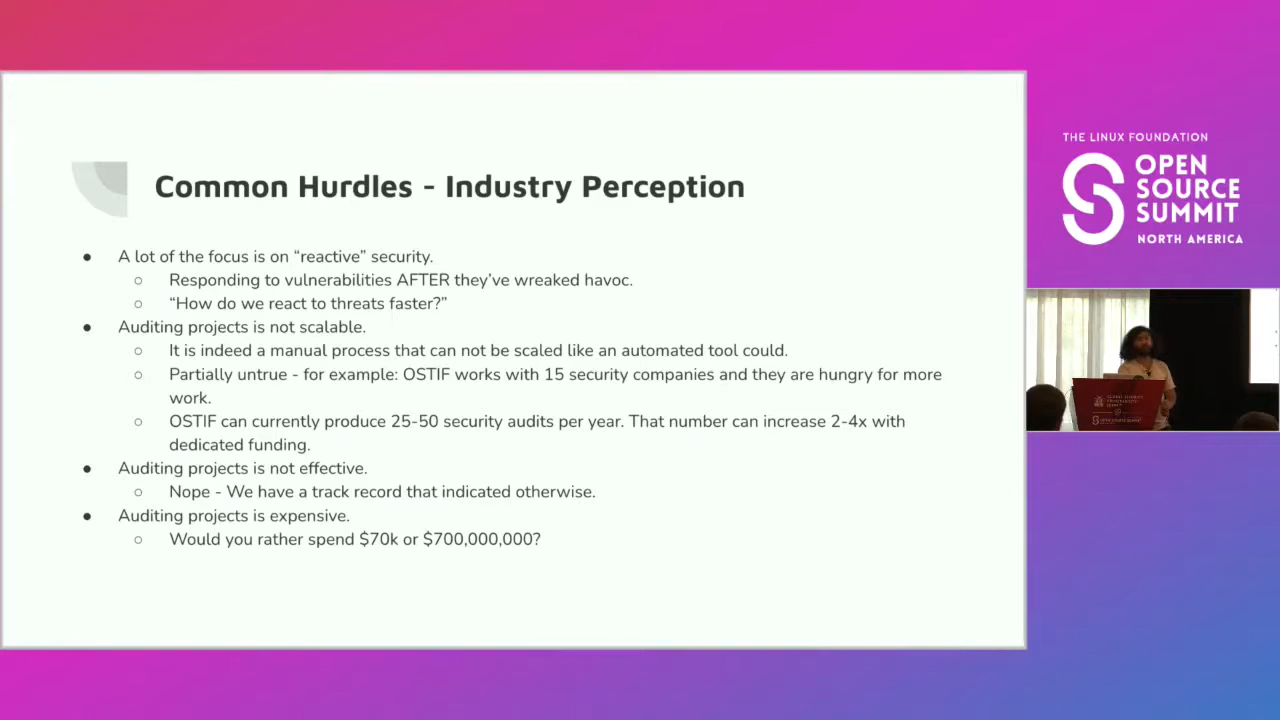 Common Hurdles - Industry Perception
● A lot of the focus is on “reactive” security.
○ Responding to vulnerabilities AFTER they’ve wreaked havoc.
○ “How do we react to threats faster?”
● Auditing projects is not scalable.
○ It is indeed a manual process that can not be scaled like an automated tool could.
○ Partially untrue - for example: OSTIF works with 15 security companies and they are hungry for more
work.
○ OSTIF can currently produce 25-50 security audits per year. That number can increase 2-4x with
dedicated funding.
● Auditing projects is not effective.
○ Nope - We have a track record that indicated otherwise.
● Auditing projects is expensive.
○ Would you rather spend $70k or $700,000,000?
THE LINUX FOUNDATION
OPEN
SOURCE
SUMMIT
NORTH AMERICA